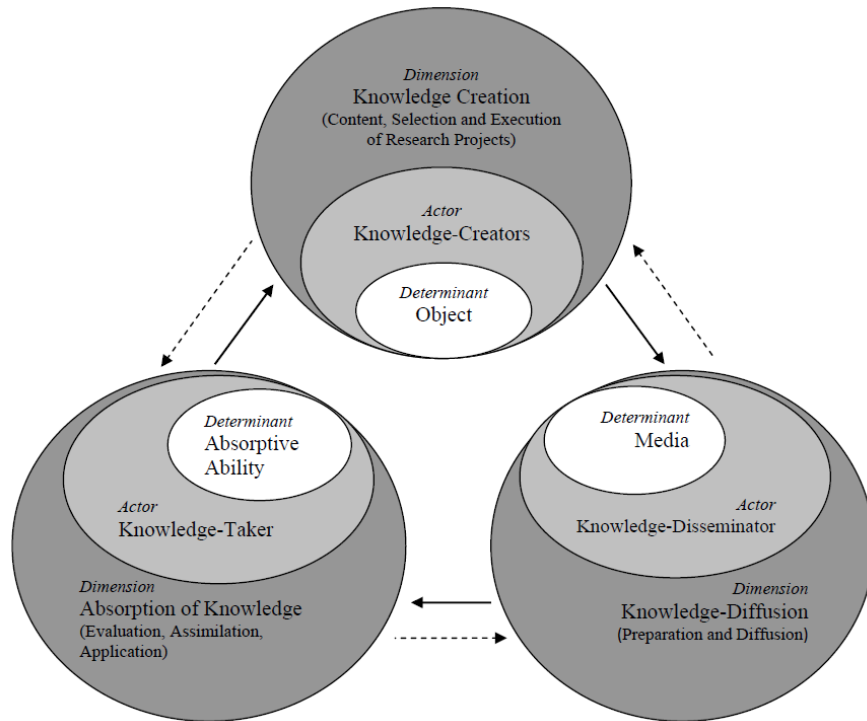 Dimension
Knowledge Creation
(Content, Selection and Execution
of Research Projects)
Actor
Knowledge-Creators
Determinant
Object
Determinant
Absorptive
Ability
Actor
Knowledge-Taker
Dimension
Absorption of Knowledge
(Evaluation, Assimilation,
Application)
Determinant
Media
Actor
Knowledge-Disseminator
Dimension
Knowledge-Diffusion
(Preparation and Diffusion)